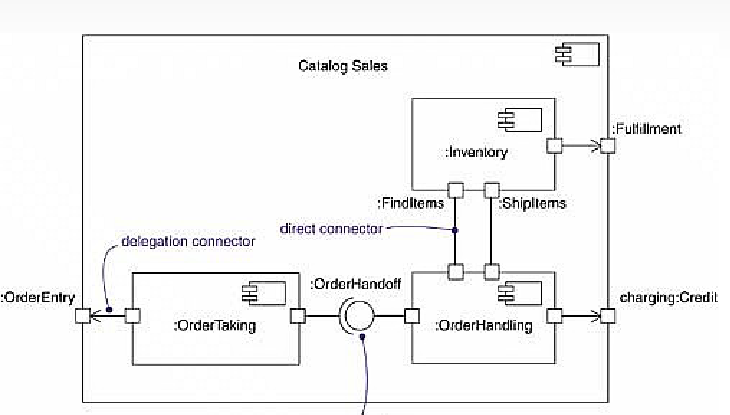 Catalog Sales
:Fulfillment
:Inventory
:FindItems
:ShipItems
direct connector
delegation connector
:OrderEntry
:OrderHandoff
charging:Credit
:OrderTaking
:OrderHandling